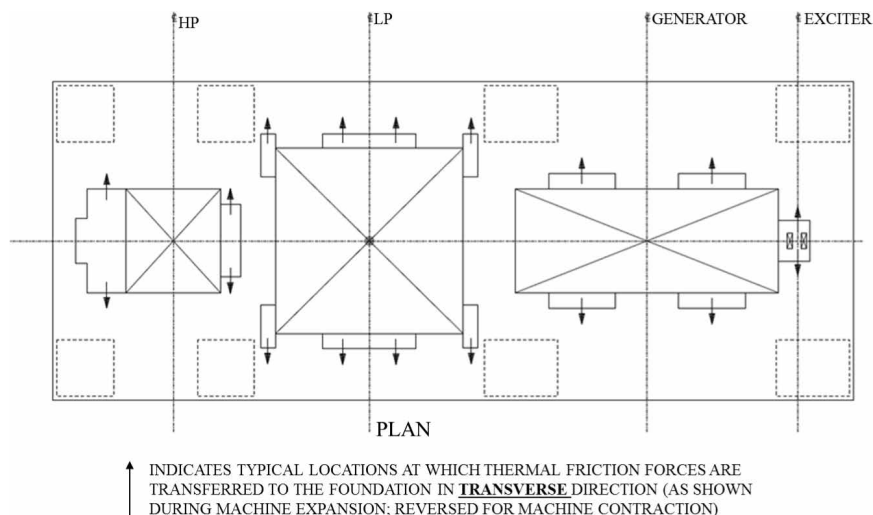 ℄ HP
℄ LP
℄ GENERATOR
℄ EXCITER
PLAN
INDICATES TYPICAL LOCATIONS AT WHICH THERMAL FRICTION FORCES ARE
TRANSFERRED TO THE FOUNDATION IN TRANSVERSE DIRECTION (AS SHOWN
DURING MACHINE EXPANSION; REVERSED FOR MACHINE CONTRACTION)